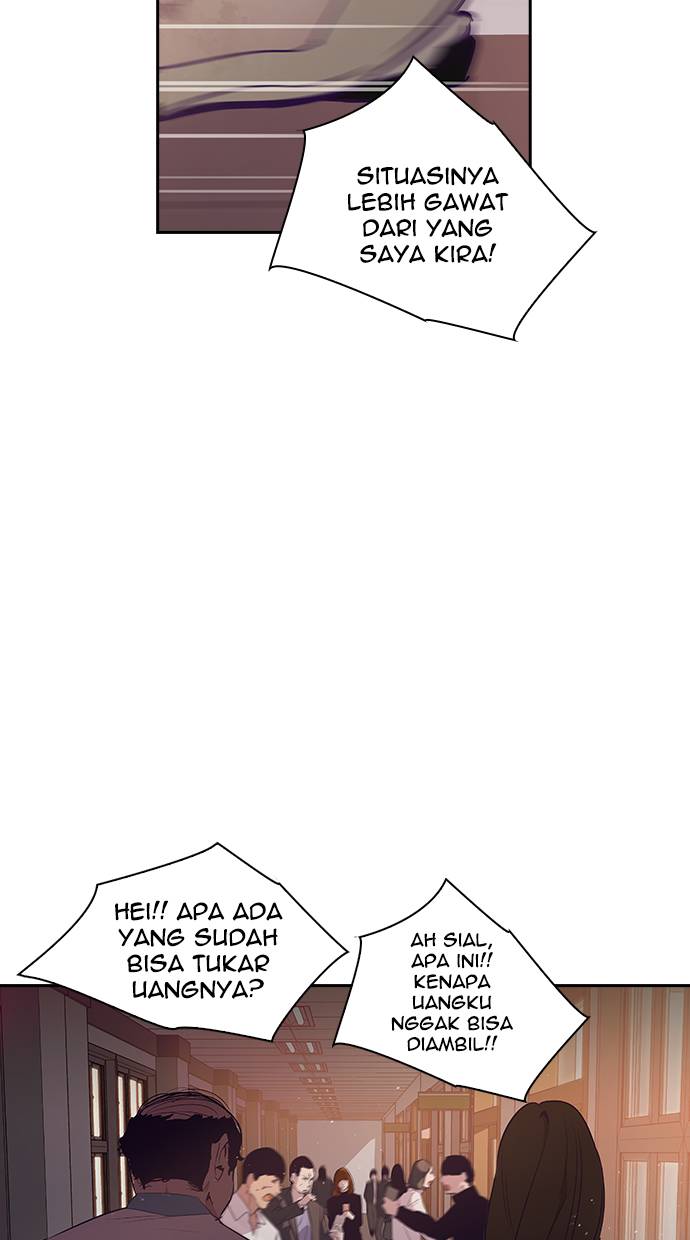 SITUASINYA
LEBIH GAWAT
DARI YANG
SAYA KIRA!
HEI!! APA ADA
YANG SUDAH
BISA TUKAR
UANGNYA?
AH SIAL,
APA INI!!
KENAPA
UANGKU
NGGAK BISA
DIAMBIL!!